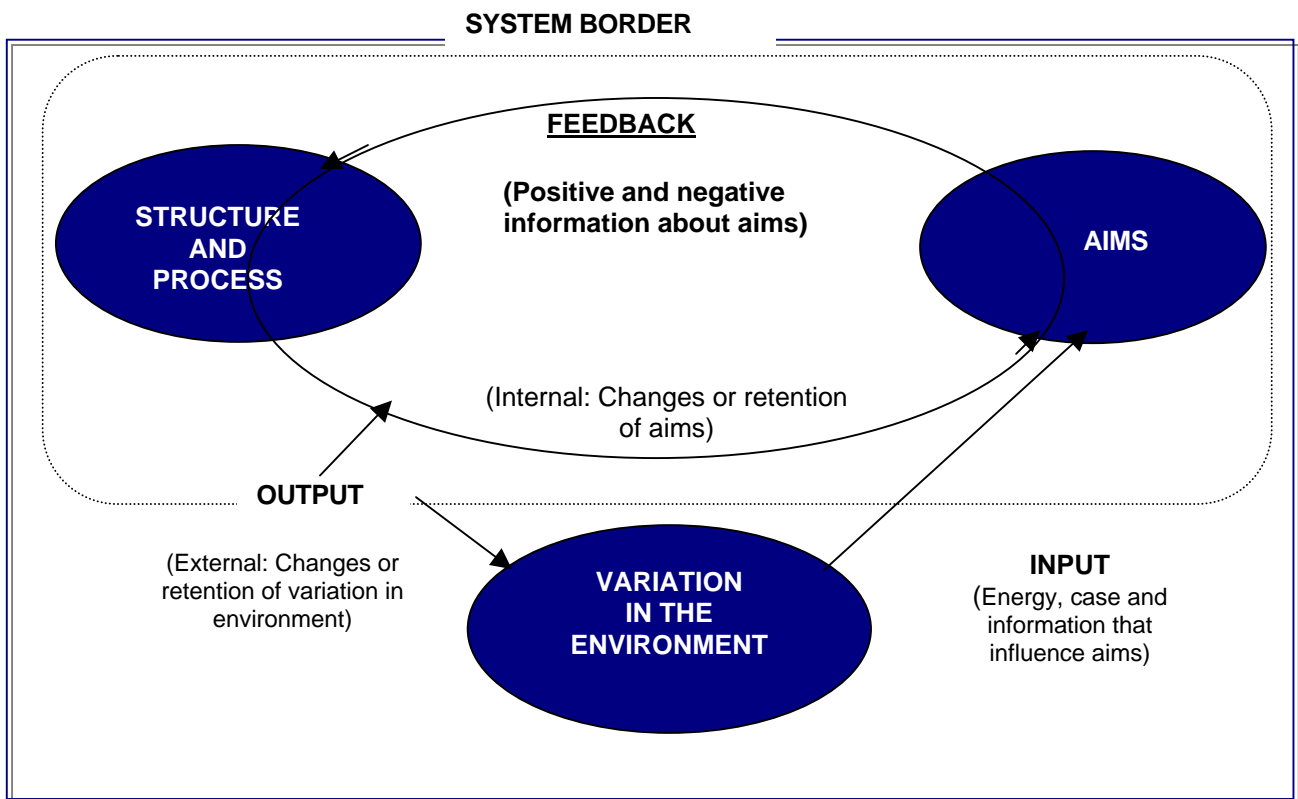 SYSTEM BORDER
FEEDBACK
(Positive and negative
information about aims)
STRUCTURE
AND
PROCESS
AIMS
(Internal: Changes or retention
of aims)
OUTPUT
(External: Changes or
retention of variation in
environment)
VARIATION
IN THE
ENVIRONMENT
INPUT
(Energy, case and
information that
influence aims)